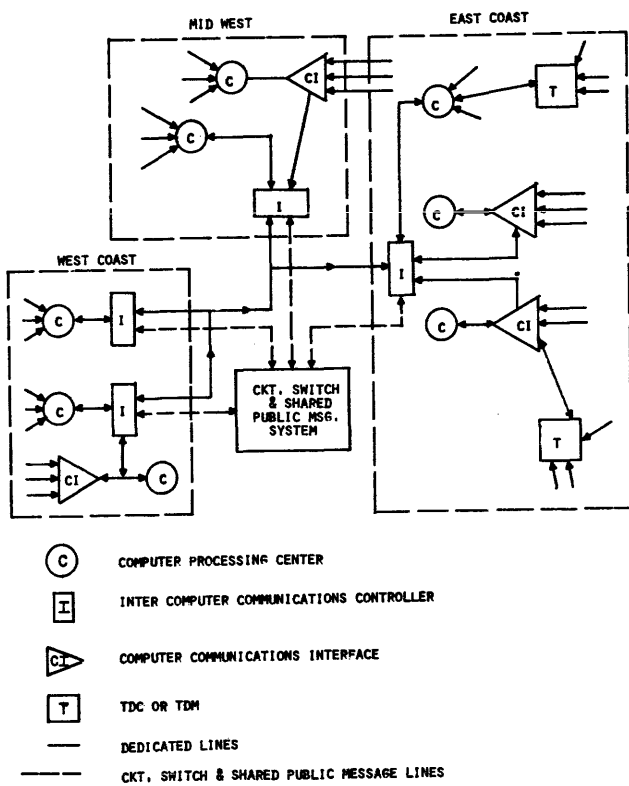 MID WEST
EAST COAST
C
CI
T
C
C
I
C
CI
WEST COAST
I
C
I
C
CI
C
I
CKT. SWITCH
& SHARED
PUBLIC MSG.
SYSTEM
T
CI
C
C COMPUTER PROCESSING CENTER
I INTER COMPUTER COMMUNICATIONS CONTROLLER
CI COMPUTER COMMUNICATIONS INTERFACE
T TDC OR TDM
DEDICATED LINES
CKT. SWITCH & SHARED PUBLIC MESSAGE LINES